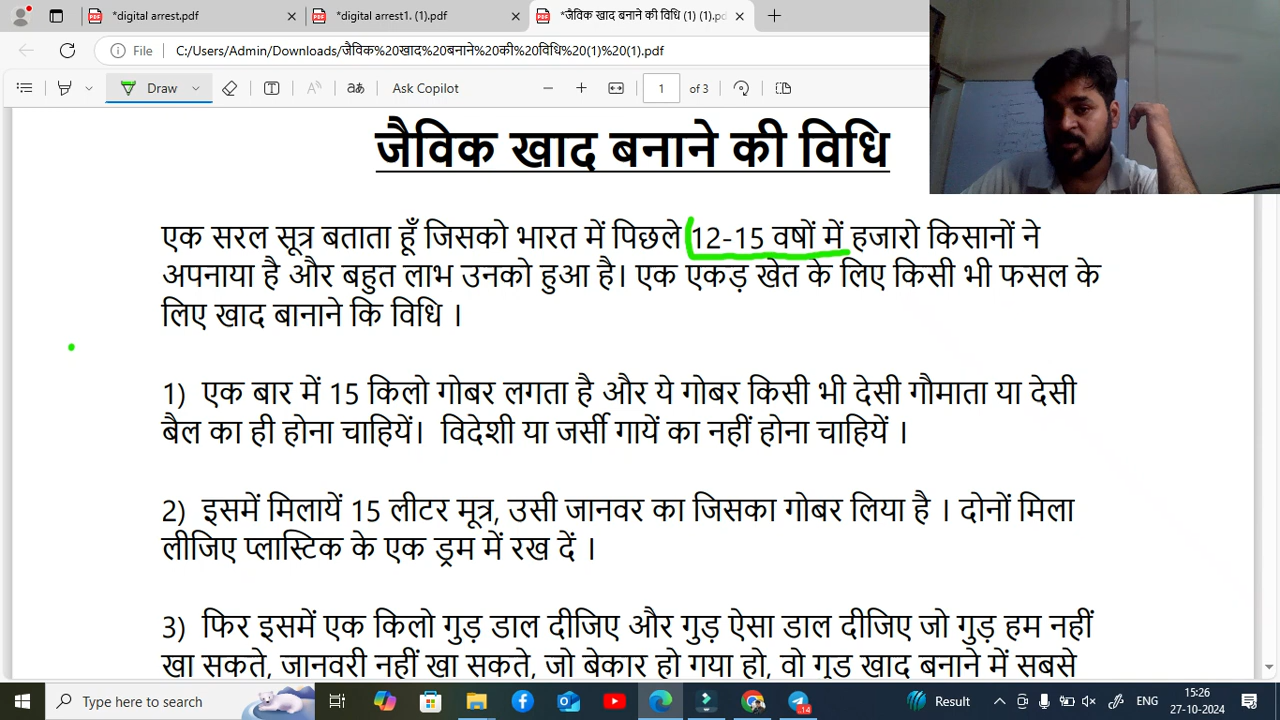 *digital arrest.pdf
*digital arrest1. (1).pdf
*जैविक खाद बनाने की विधि (1) (1).pd
File
C:/Users/Admin/Downloads/जैविक%20खाद%20बनाने%20की%20विधि%20(1)%20(1).pdf
Draw
Ask Copilot
1 of 3
जैविक खाद बनाने की विधि
एक सरल सूत्र बताता हूँ जिसको भारत में पिछले 12-15 वषों में हजारो किसानों ने
अपनाया है और बहुत लाभ उनको हुआ है। एक एकड़ खेत के लिए किसी भी फसल के
लिए खाद बानाने कि विधि ।
1) एक बार में 15 किलो गोबर लगता है और ये गोबर किसी भी देसी गौमाता या देसी
बैल का ही होना चाहियें। विदेशी या जर्सी गायें का नहीं होना चाहियें ।
2) इसमें मिलायें 15 लीटर मूत्र, उसी जानवर का जिसका गोबर लिया है । दोनों मिला
लीजिए प्लास्टिक के एक ड्रम में रख दें ।
3) फिर इसमें एक किलो गुड़ डाल दीजिए और गुड़ ऐसा डाल दीजिए जो गुड़ हम नहीं
खा सकते, जानवरी नहीं खा सकते, जो बेकार हो गया हो, वो गुड़ खाद बनाने में सबसे
Type here to search
14
Result
ENG
15:26
27-10-2024